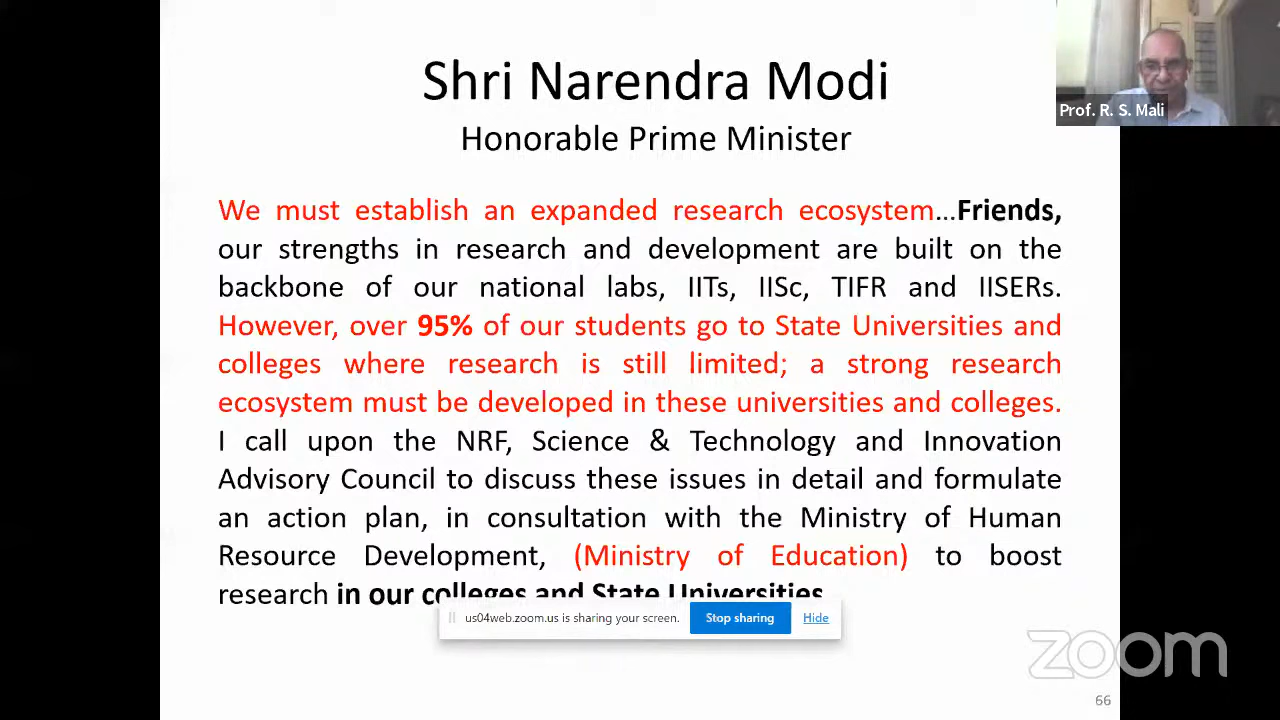 Shri Narendra Modi
Honorable Prime Minister
Prof. R. S. Mali
We must establish an expanded research ecosystem…Friends,
our strengths in research and development are built on the
backbone of our national labs, IITs, IISc, TIFR and IISERs.
However, over 95% of our students go to State Universities and
colleges where research is still limited; a strong research
ecosystem must be developed in these universities and colleges.
I call upon the NRF, Science & Technology and Innovation
Advisory Council to discuss these issues in detail and formulate
an action plan, in consultation with the Ministry of Human
Resource Development, (Ministry of Education) to boost
research in our colleges and State Universities
us04web.zoom.us is sharing your screen. Stop sharing Hide
zoom
66